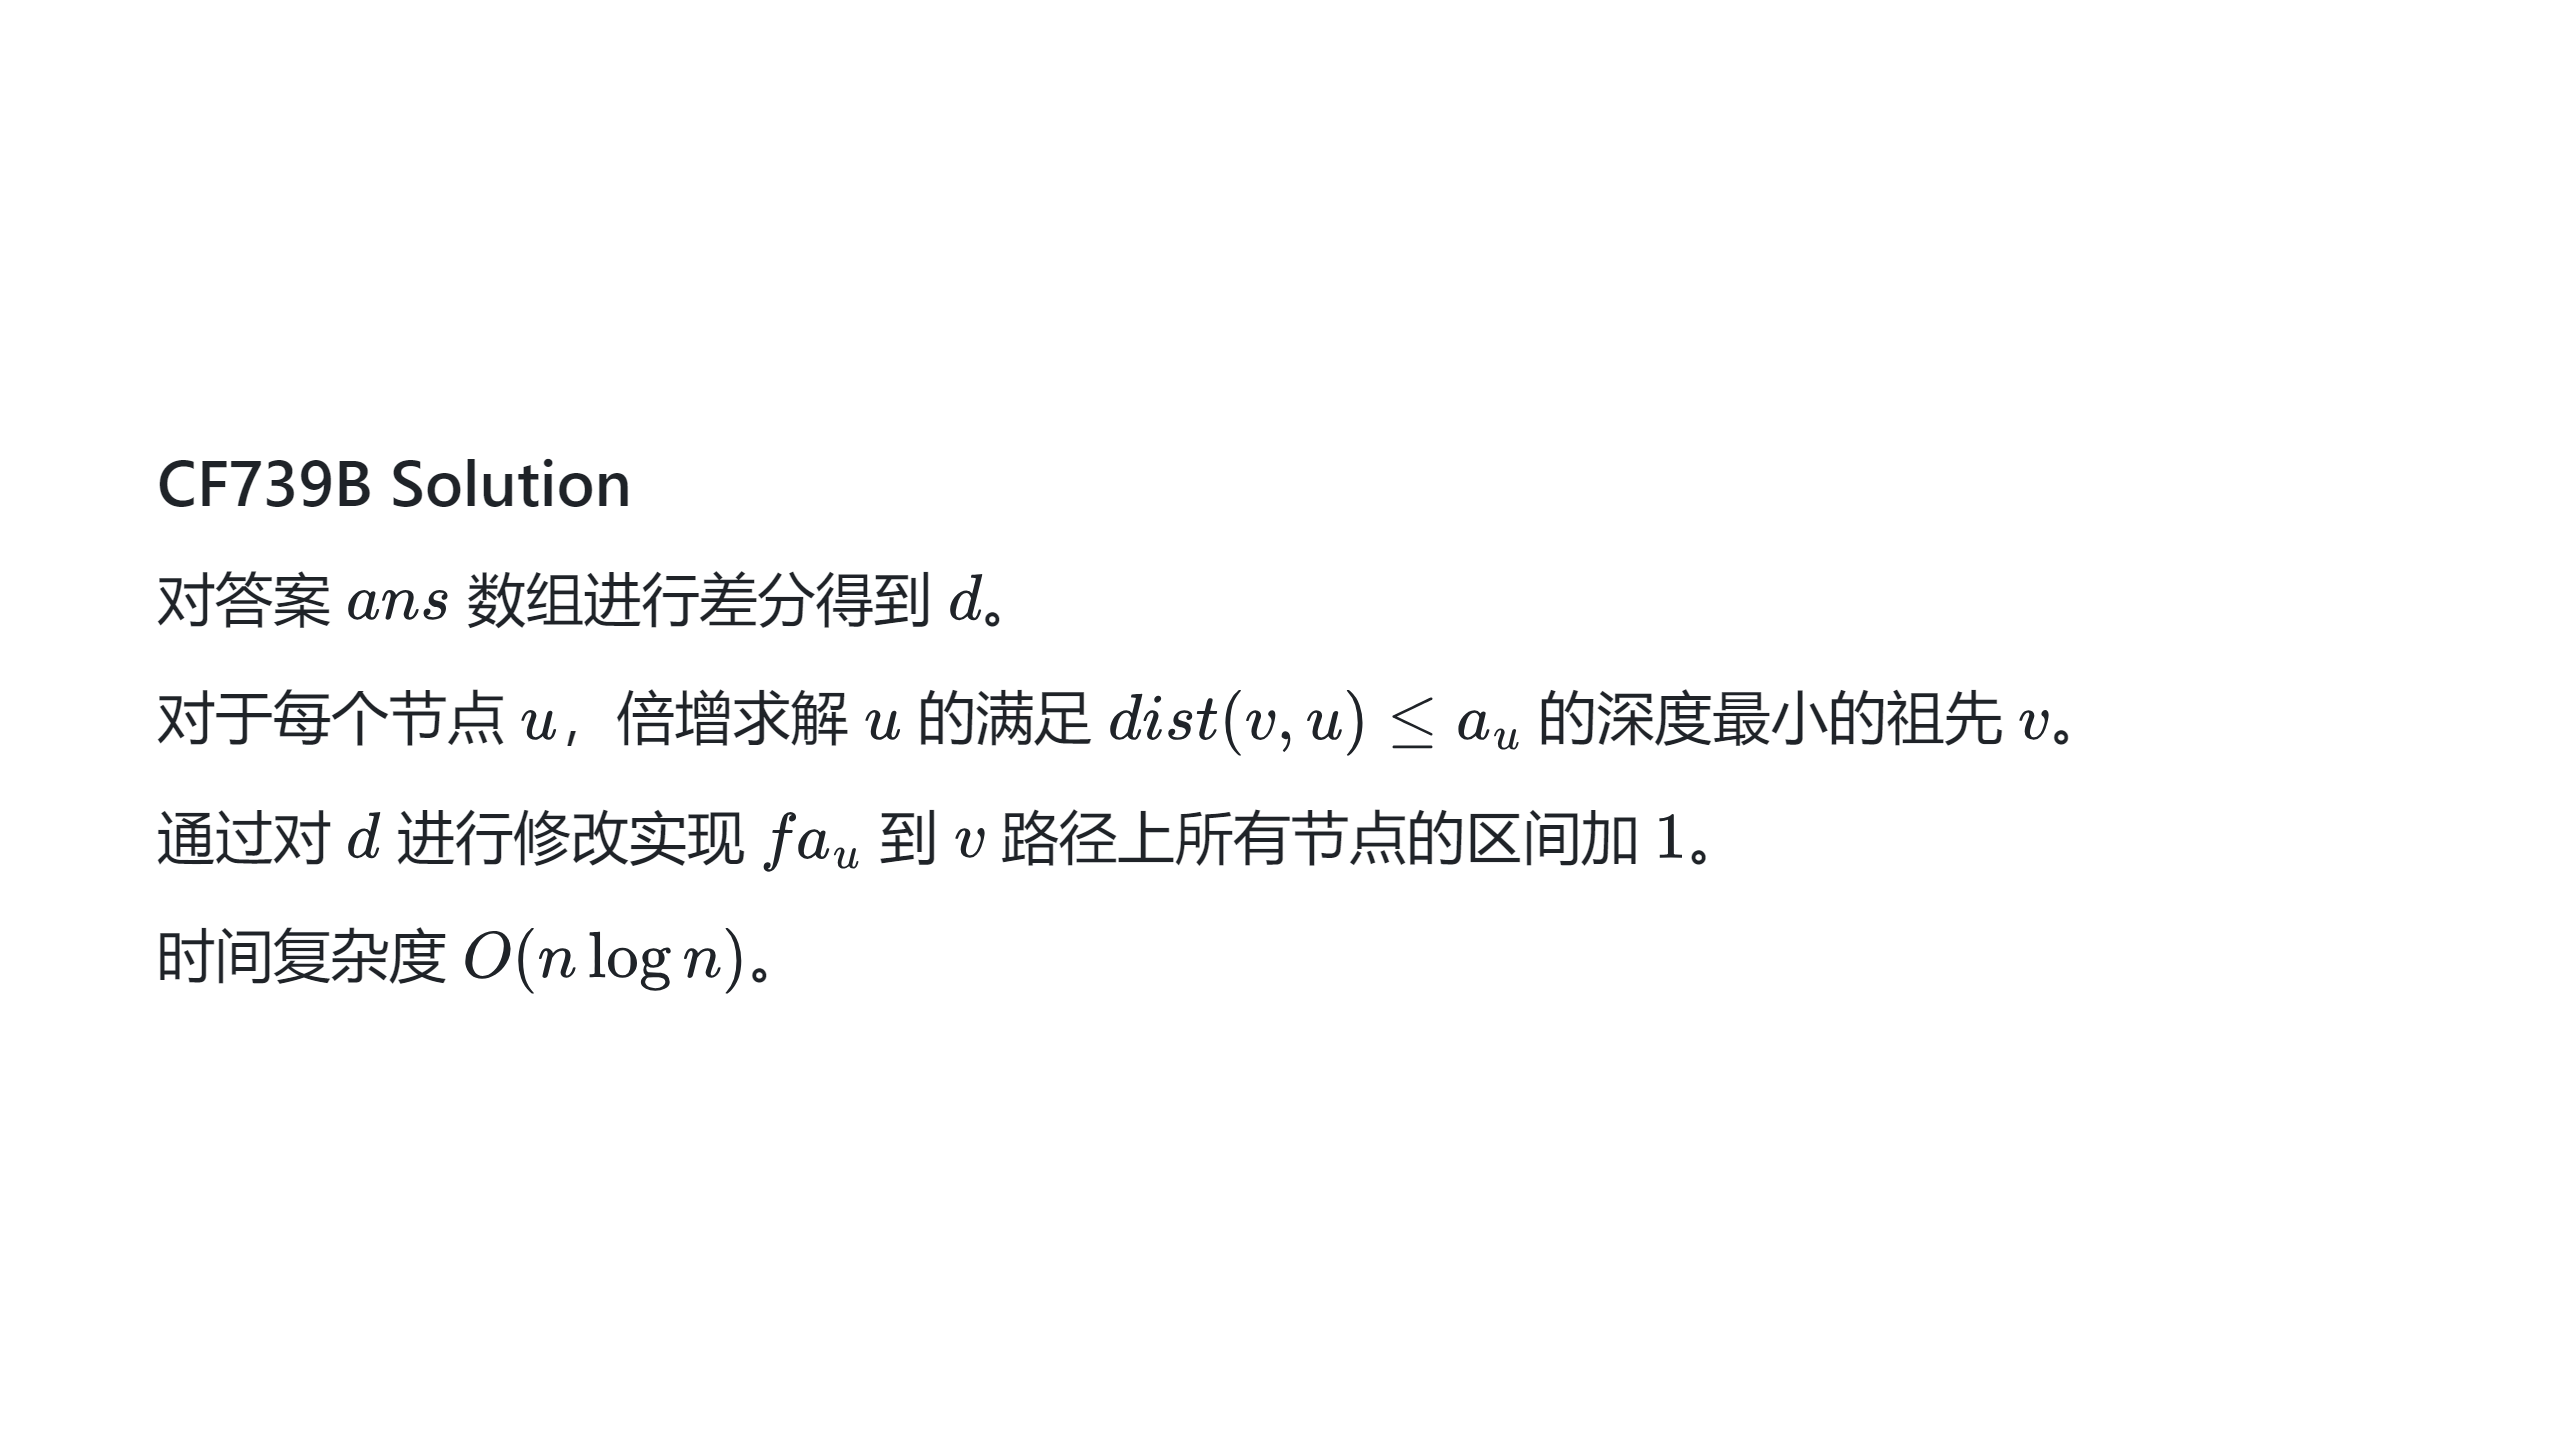 CF739B Solution
对答案 ans 数组进行差分得到 d。
对于每个节点 u，倍增求解 u 的满足 dist(v, u) ≤ a_u 的深度最小的祖先 v。
通过对 d 进行修改实现 fa_u 到 v 路径上所有节点的区间加 1。
时间复杂度 O(n log n)。